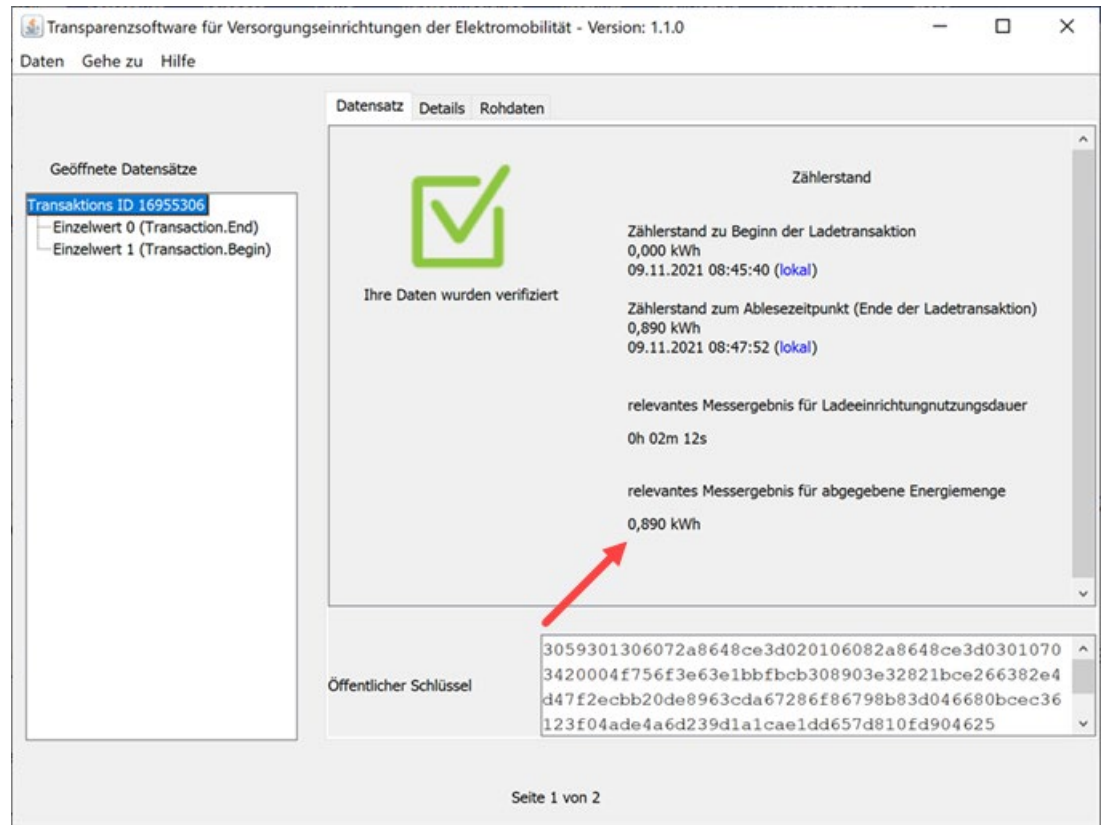 Transparenzsoftware für Versorgungseinrichtungen der Elektromobilität - Version: 1.1.0
Daten Gehe zu Hilfe
Datensatz Details Rohdaten
Geöffnete Datensätze
Transaktions ID 16955306
Einzelwert 0 (Transaction.End)
Einzelwert 1 (Transaction.Begin)
Ihre Daten wurden verifiziert
Zählerstand
Zählerstand zu Beginn der Ladetransaktion
0,000 kWh
09.11.2021 08:45:40 (lokal)
Zählerstand zum Ablesezeitpunkt (Ende der Ladetransaktion)
0,890 kWh
09.11.2021 08:47:52 (lokal)
relevantes Messergebnis für Ladeeinrichtungnutzungsdauer
0h 02m 12s
relevantes Messergebnis für abgegebene Energiemenge
0,890 kWh
Öffentlicher Schlüssel
3059301306072a8648ce3d020106082a8648ce3d0301070
3420004f756f3e63e1bbfbcb308903e32821bce266382e4
d47f2ecbb20de8963cda67286f86798b83d046680bcec36
123f04ade4a6d239d1a1cae1dd657d810fd904625
Seite 1 von 2